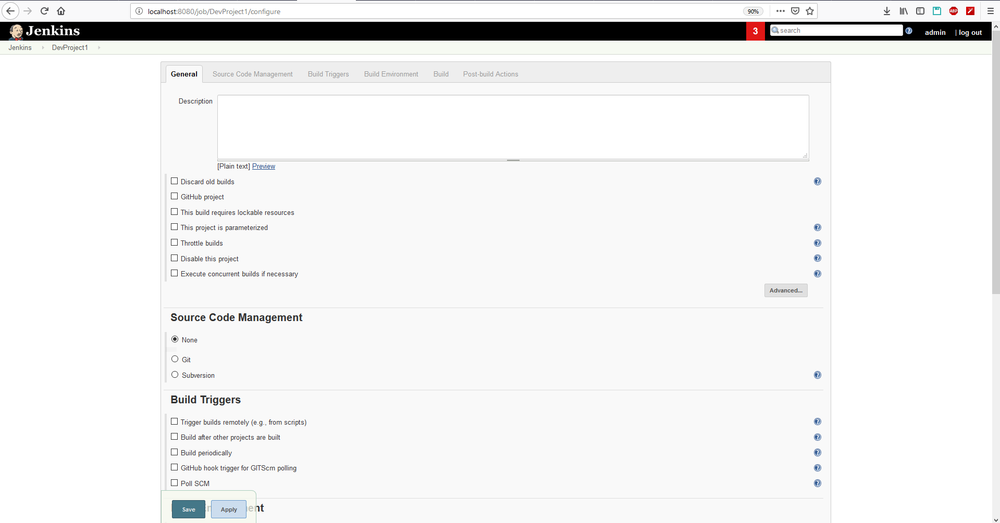 localhost:8080/job/DevProject1/configure
90%
ABP
Jenkins
3
search
admin
| log out
Jenkins
DevProject1
General
Source Code Management
Build Triggers
Build Environment
Build
Post-build Actions
Description
[Plain text] Preview
Discard old builds
GitHub project
This build requires lockable resources
This project is parameterized
Throttle builds
Disable this project
Execute concurrent builds if necessary
Advanced...
Source Code Management
None
Git
Subversion
Build Triggers
Trigger builds remotely (e.g., from scripts)
Build after other projects are built
Build periodically
GitHub hook trigger for GITScm polling
Poll SCM
Save
Apply